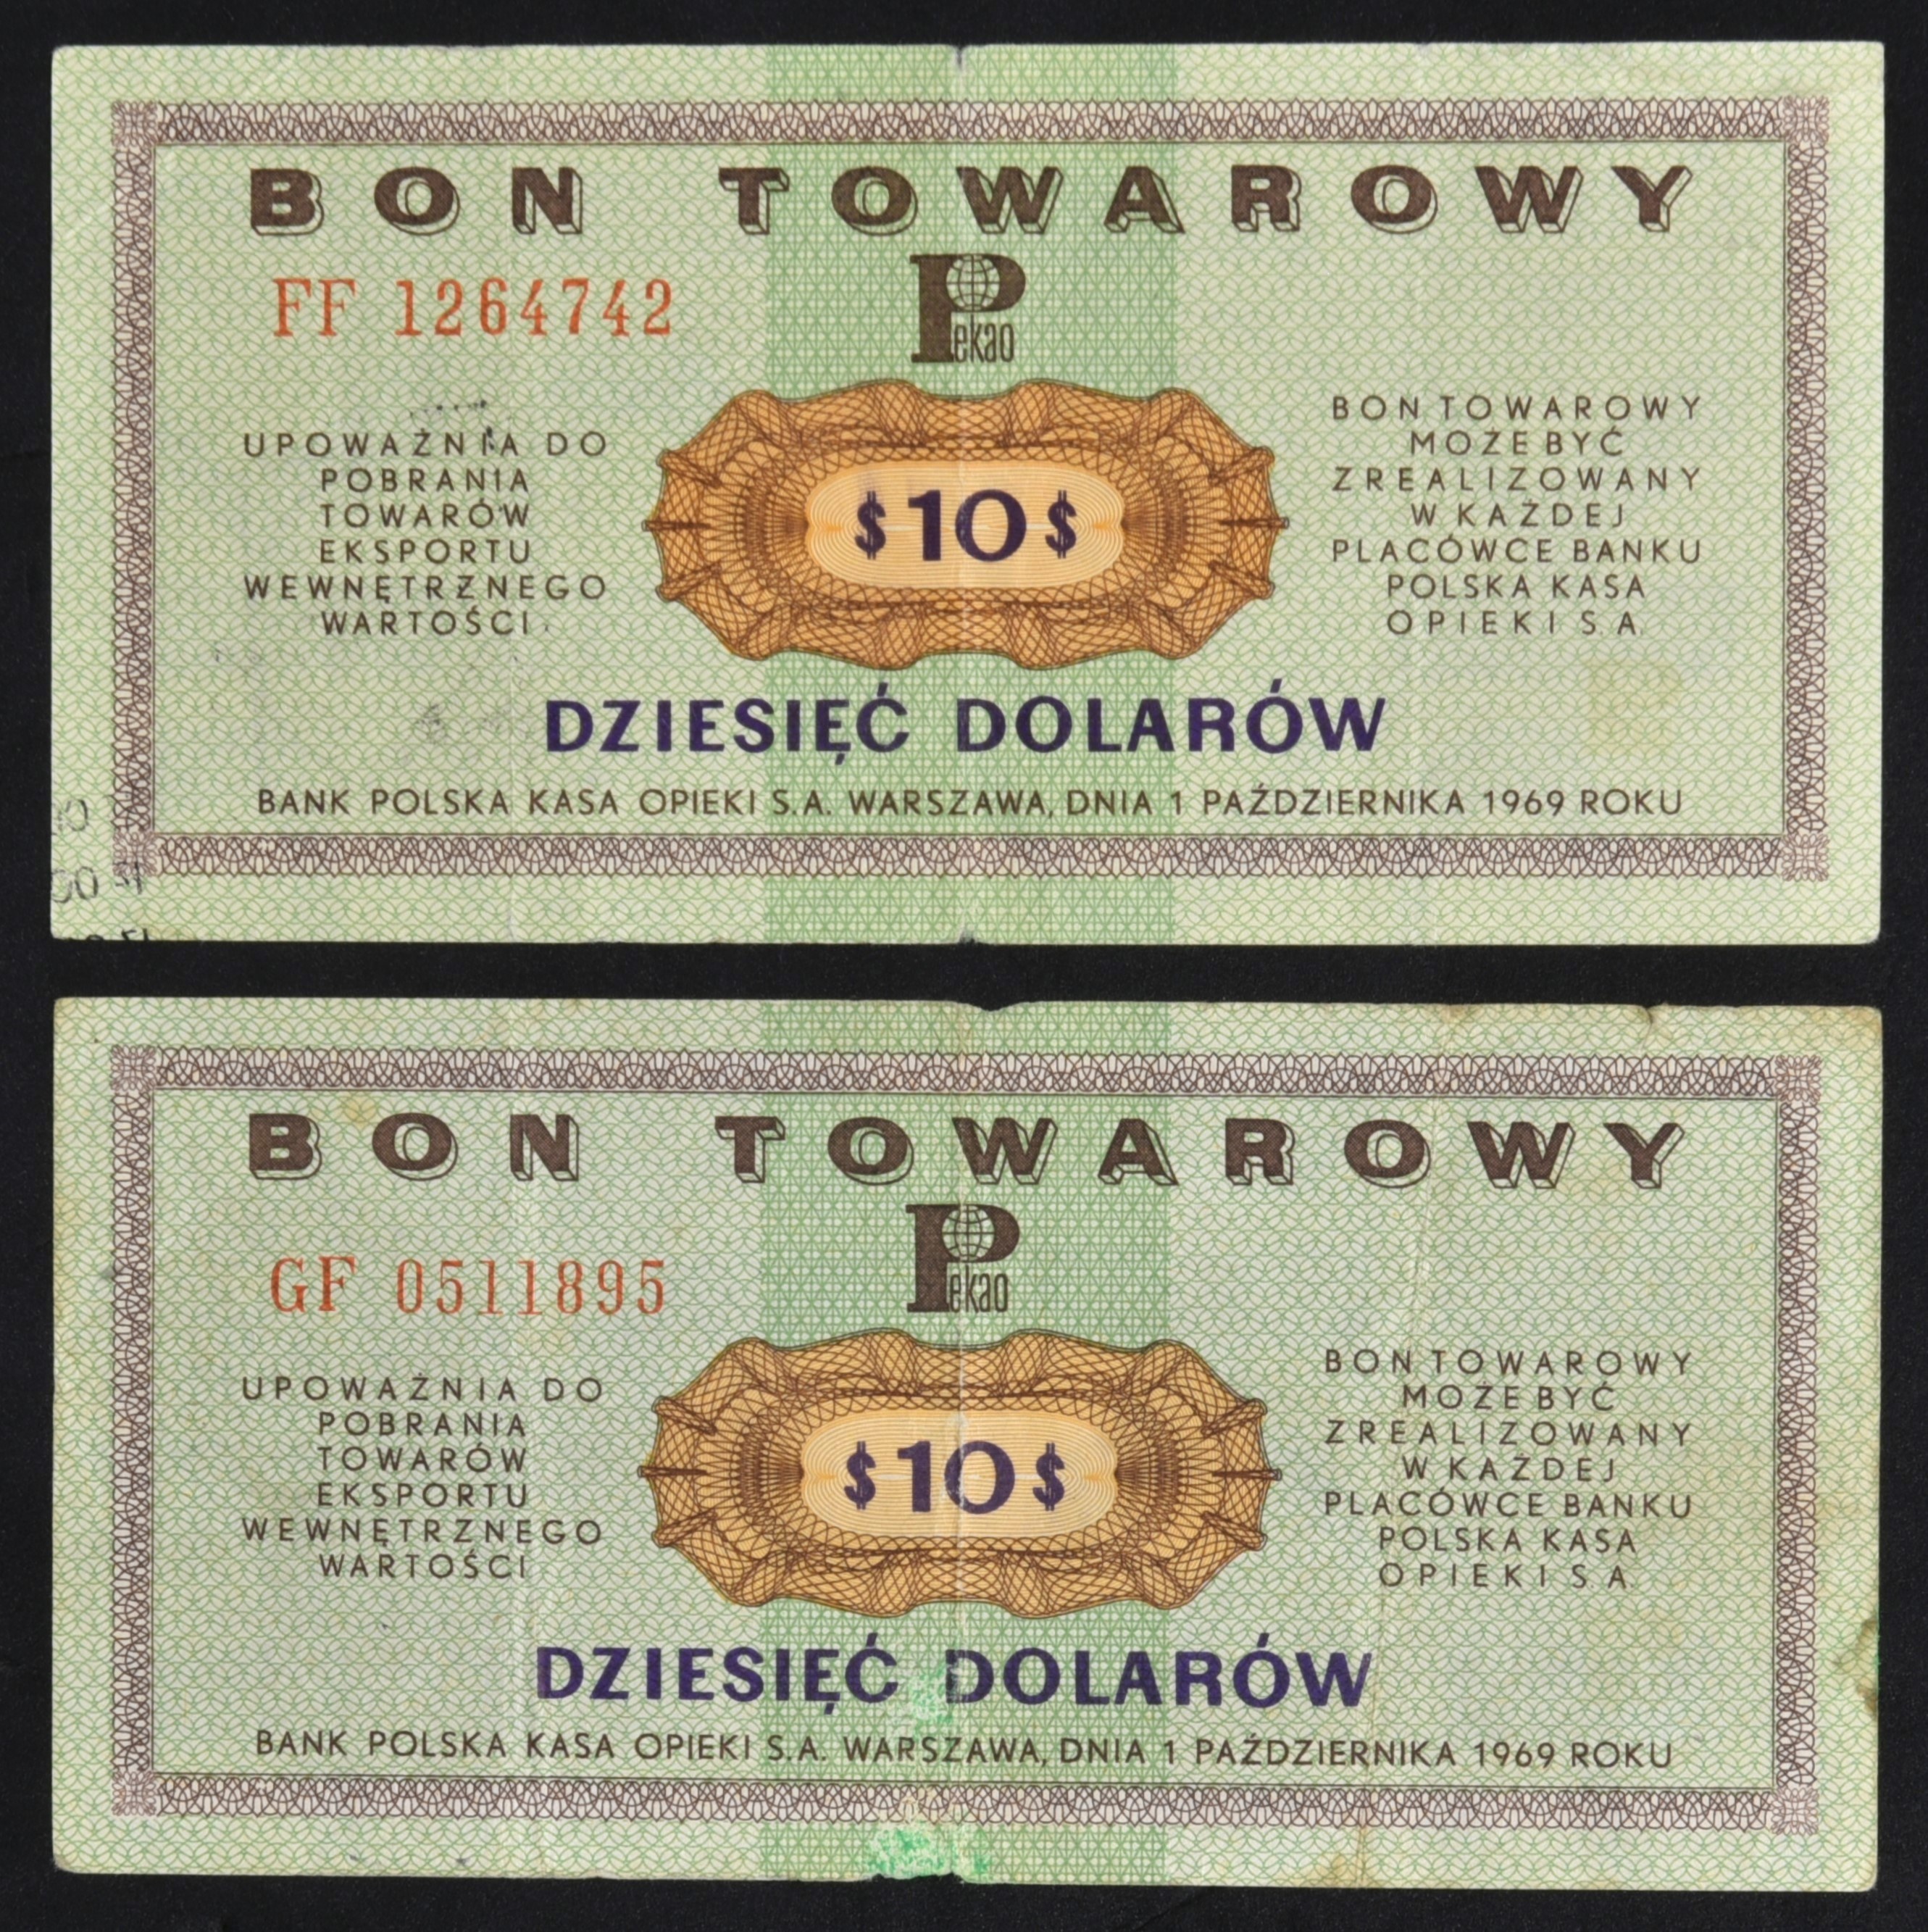 BON TOWAROWY
FF 1264742
Pekao
UPOWAŻNIA DO
POBRANIA
TOWARÓW
EKSPORTU
WEWNĘTRZNEGO
WARTOŚCI
$10$
BON TOWAROWY
MOŻE BYĆ
ZREALIZOWANY
W KAŻDEJ
PLACÓWCE BANKU
POLSKA KASA
OPIEKI S.A.
DZIESIĘĆ DOLARÓW
BANK POLSKA KASA OPIEKI S.A. WARSZAWA, DNIA 1 PAŹDZIERNIKA 1969 ROKU
BON TOWAROWY
GF 0511895
Pekao
UPOWAŻNIA DO
POBRANIA
TOWARÓW
EKSPORTU
WEWNĘTRZNEGO
WARTOŚCI
$10$
BON TOWAROWY
MOŻE BYĆ
ZREALIZOWANY
W KAŻDEJ
PLACÓWCE BANKU
POLSKA KASA
OPIEKI S.A
DZIESIĘĆ DOLARÓW
BANK POLSKA KASA OPIEKI S.A. WARSZAWA, DNIA 1 PAŹDZIERNIKA 1969 ROKU